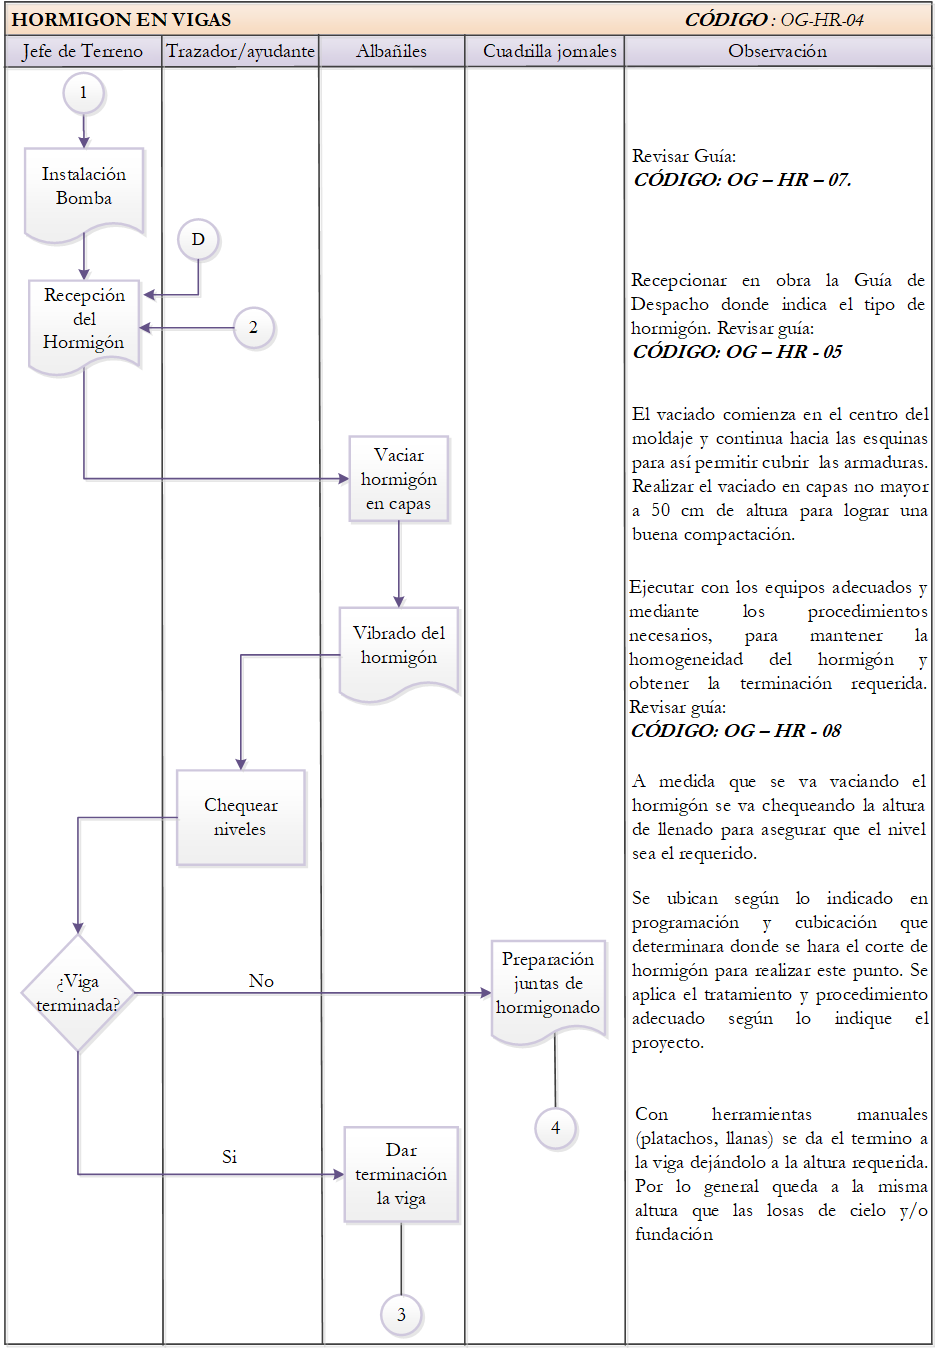 HORMIGON EN VIGAS
CÓDIGO : OG-HR-04
Jefe de Terreno
Trazador/ayudante
Albañiles
Cuadrilla jornales
Observación
1
Instalación
Bomba
Revisar Guía:
CÓDIGO: OG – HR – 07.
D
Recepción
del
Hormigón
2
Recepcionar en obra la Guía de
Despacho donde indica el tipo de
hormigón. Revisar guía:
CÓDIGO: OG – HR - 05
Vaciar
hormigón
en capas
El vaciado comienza en el centro del
moldaje y continua hacia las esquinas
para así permitir cubrir las armaduras.
Realizar el vaciado en capas no mayor
a 50 cm de altura para lograr una
buena compactación.
Vibrado del
hormigón
Ejecutar con los equipos adecuados y
mediante los procedimientos
necesarios, para mantener la
homogeneidad del hormigón y
obtener la terminación requerida.
Revisar guía:
CÓDIGO: OG – HR - 08
Chequear
niveles
A medida que se va vaciando el
hormigón se va chequeando la altura
de llenado para asegurar que el nivel
sea el requerido.
¿Viga
terminada?
No
Preparación
juntas de
hormigonado
Se ubican según lo indicado en
programación y cubicación que
determinara donde se hara el corte de
hormigón para realizar este punto. Se
aplica el tratamiento y procedimiento
adecuado según lo indique el
proyecto.
4
Si
Dar
terminación
la viga
Con herramientas manuales
(platachos, llanas) se da el termino a
la viga dejándolo a la altura requerida.
Por lo general queda a la misma
altura que las losas de cielo y/o
fundación
3